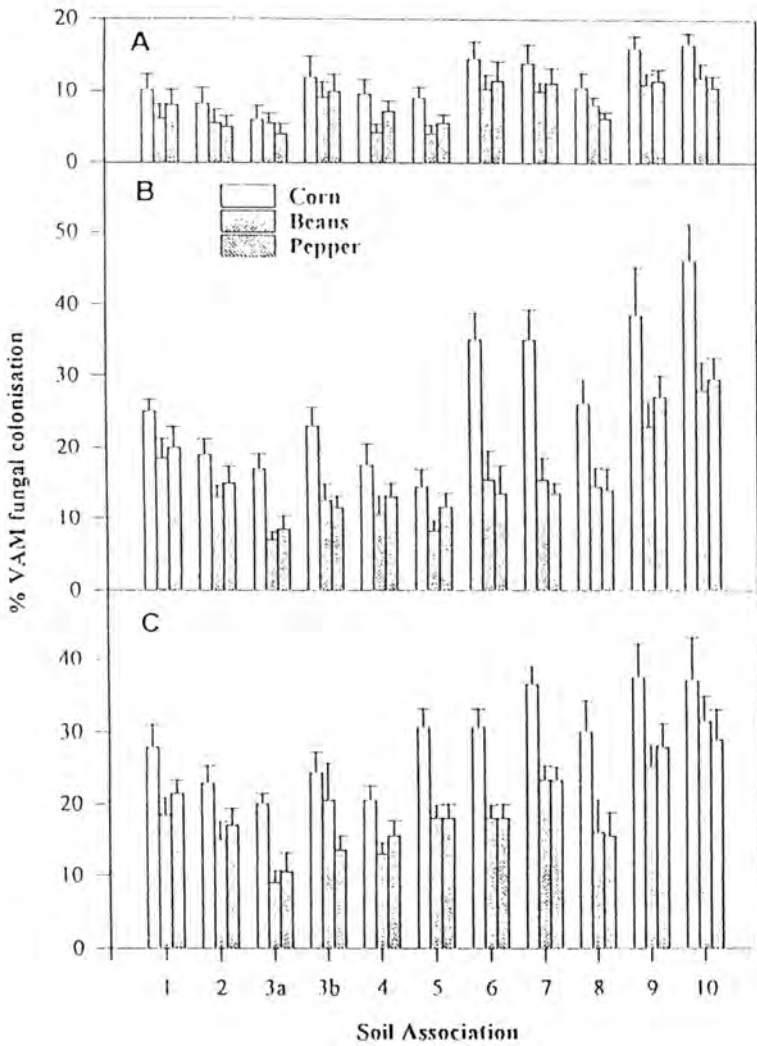 20
A
10
0
B
Corn
Beans
Pepper
50
40
30
20
10
0
% VAM fungal colonisation
C
40
30
20
10
0
1 2 3a 3b 4 5 6 7 8 9 10
Soil Association